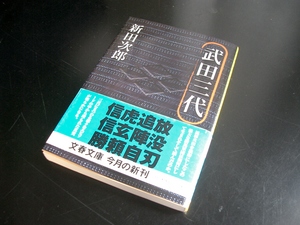 武田三代
新田次郎
信虎追放
信玄陣没
勝頼自刃
文春文庫 今月の新刊